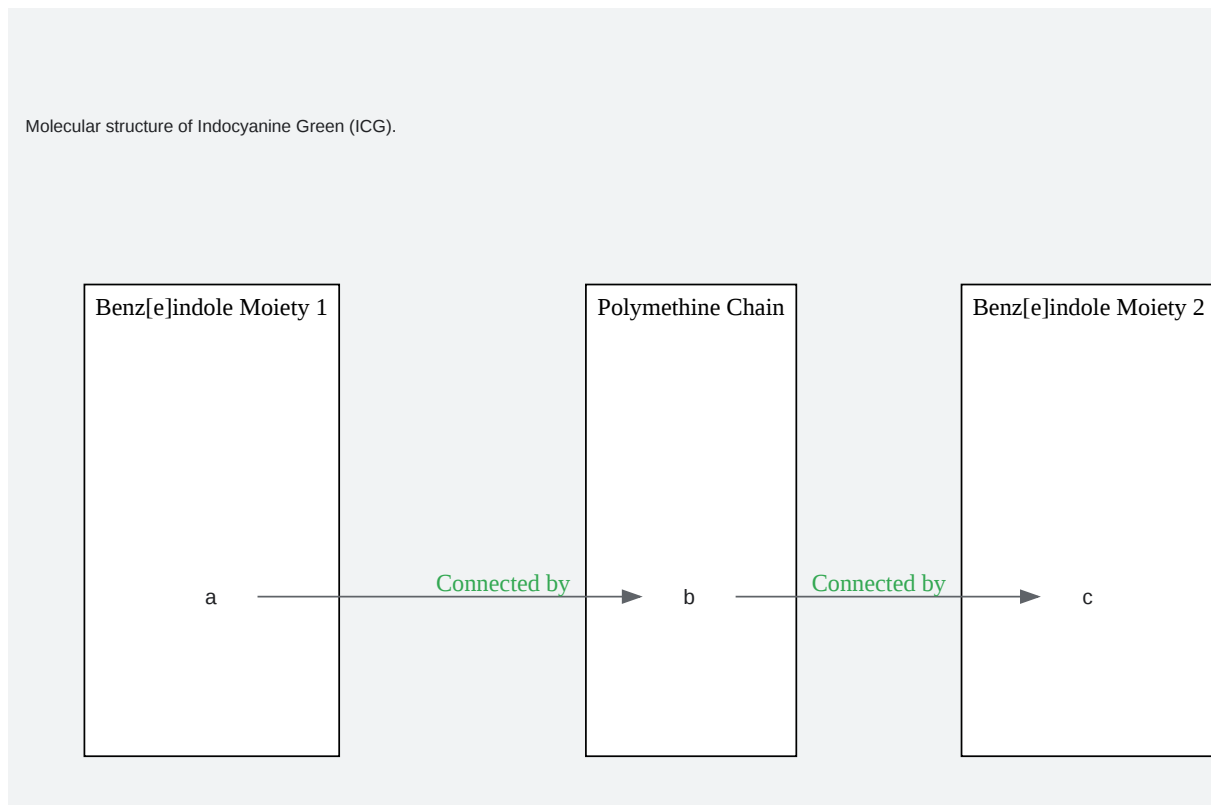 Molecular structure of Indocyanine Green (ICG).
Benz[e]indole Moiety 1
Polymethine Chain
Benz[e]indole Moiety 2
a
Connected by
b
Connected by
c